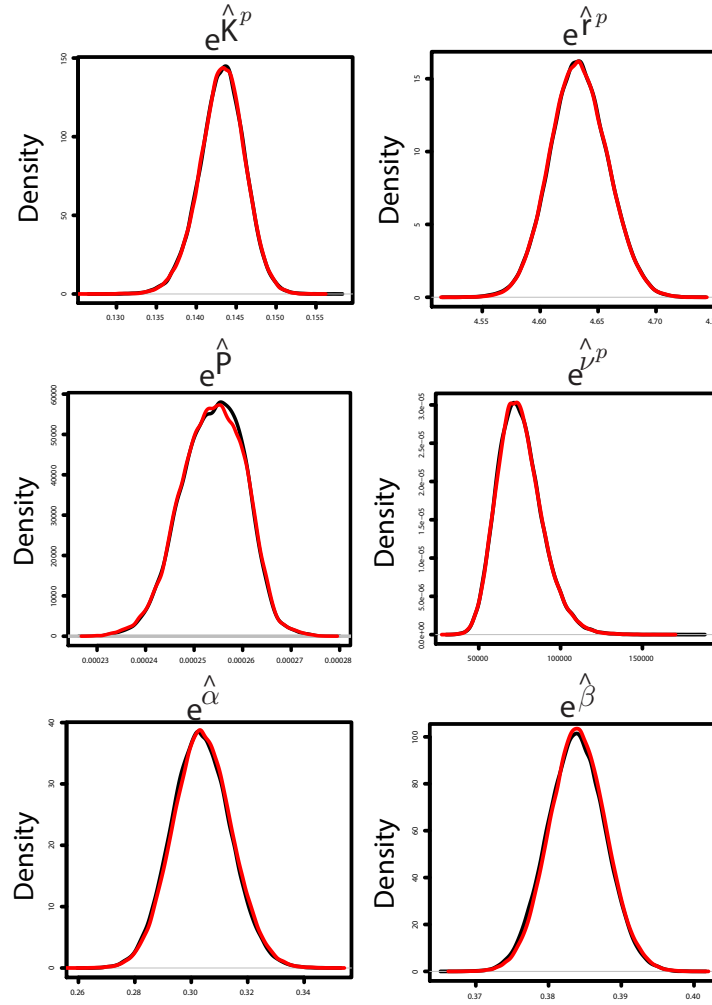 e^K̂^p
Density
0 50 100 150
0.130 0.135 0.140 0.145 0.150 0.155
e^r̂^p
Density
0 5 10 15
4.55 4.60 4.65 4.70 4.
e^P̂
Density
0 10000 20000 30000 40000 50000 60000
0.00023 0.00024 0.00025 0.00026 0.00027 0.00028
e^ν̂^p
Density
0.0e+00 5.0e−06 1.0e−05 1.5e−05 2.0e−05 2.5e−05 3.0e−05
50000 100000 150000
e^α̂
Density
0 10 20 30 40
0.26 0.28 0.30 0.32 0.34
e^β̂
Density
0 20 40 60 80 100
0.37 0.38 0.39 0.40